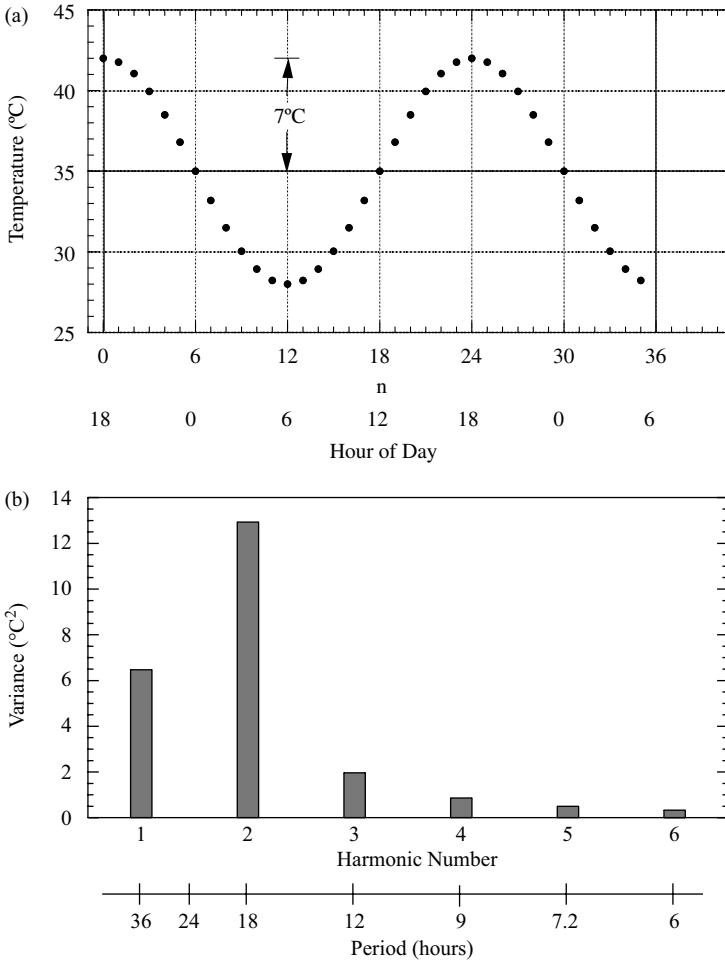 (a)
45
40
35
30
25
Temperature (ºC)
7ºC
0 6 12 18 24 30 36
n
18 0 6 12 18 0 6
Hour of Day
(b)
14
12
10
8
6
4
2
0
Variance (°C²)
1 2 3 4 5 6
Harmonic Number
36 24 18 12 9 7.2 6
Period (hours)